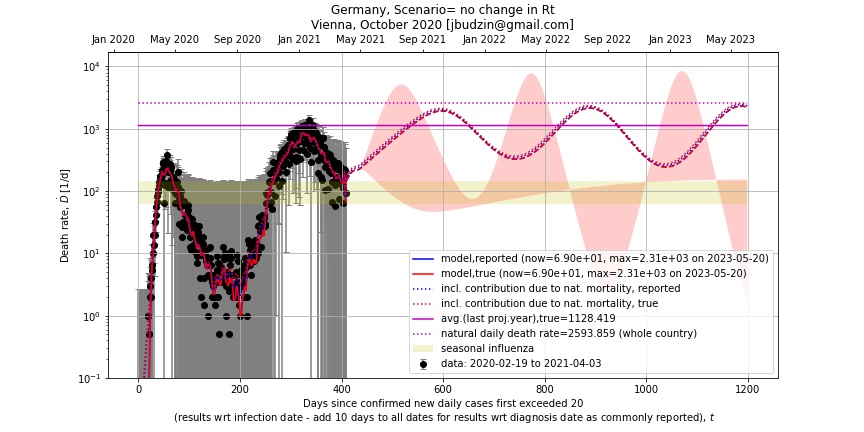 Germany, Scenario= no change in Rt
Vienna, October 2020 [jbudzin@gmail.com]
Jan 2020 May 2020 Sep 2020 Jan 2021 May 2021 Sep 2021 Jan 2022 May 2022 Sep 2022 Jan 2023 May 2023
10⁴
10³
10²
10¹
10⁰
10⁻¹
Death rate, D [1/d]
model,reported (now=6.90e+01, max=2.31e+03 on 2023-05-20)
model,true (now=6.90e+01, max=2.31e+03 on 2023-05-20)
incl. contribution due to nat. mortality, reported
incl. contribution due to nat. mortality, true
avg.(last proj.year),true=1128.419
natural daily death rate=2593.859 (whole country)
seasonal influenza
data: 2020-02-19 to 2021-04-03
0 200 400 600 800 1000 1200
Days since confirmed new daily cases first exceeded 20
(results wrt infection date - add 10 days to all dates for results wrt diagnosis date as commonly reported), t